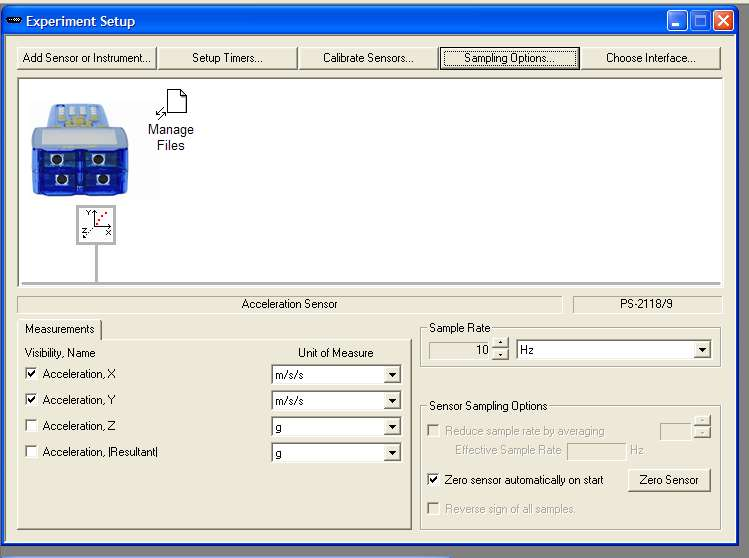 Experiment Setup
Add Sensor or Instrument...
Setup Timers...
Calibrate Sensors...
Sampling Options...
Choose Interface...
Manage
Files
Y
Z
X
Acceleration Sensor
PS-2118/9
Measurements
Visibility, Name
Unit of Measure
Acceleration, X
m/s/s
Acceleration, Y
m/s/s
Acceleration, Z
g
Acceleration, |Resultant|
g
Sample Rate
10
Hz
Sensor Sampling Options
Reduce sample rate by averaging
Effective Sample Rate
Hz
Zero sensor automatically on start
Zero Sensor
Reverse sign of all samples.